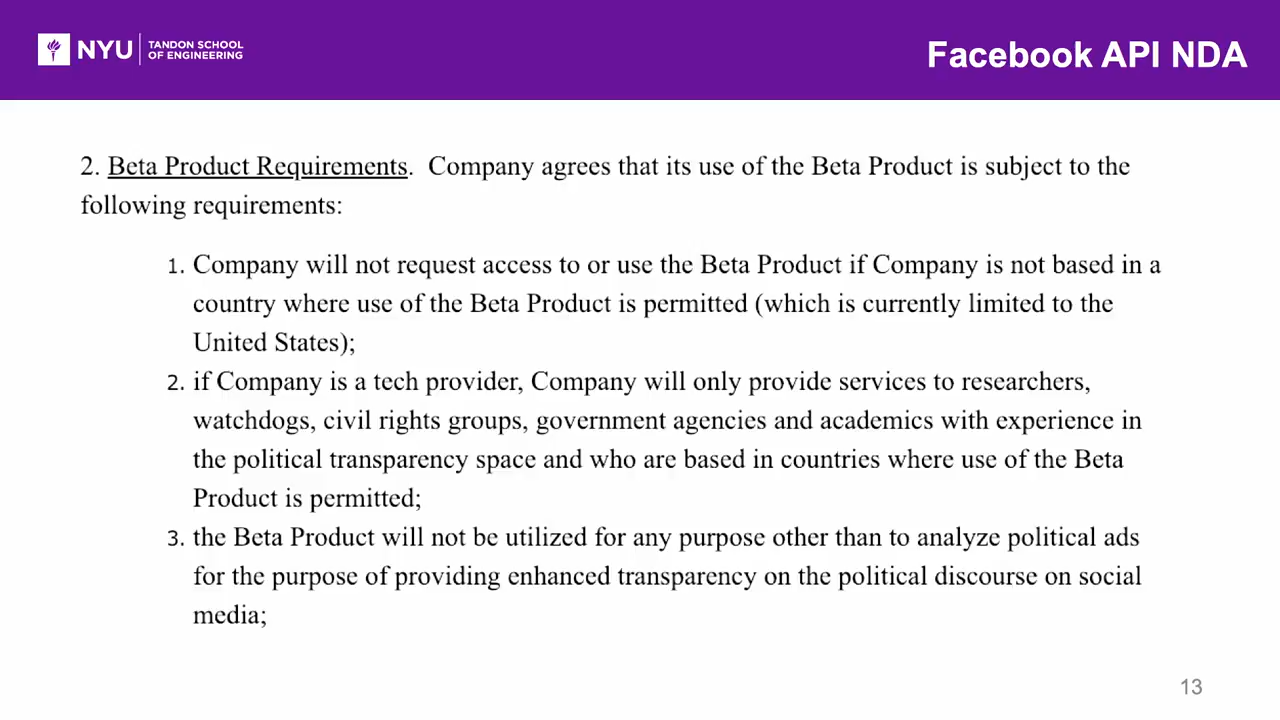 NYU
TANDON SCHOOL
OF ENGINEERING
Facebook API NDA
2. Beta Product Requirements. Company agrees that its use of the Beta Product is subject to the
following requirements:
1. Company will not request access to or use the Beta Product if Company is not based in a
country where use of the Beta Product is permitted (which is currently limited to the
United States);
2. if Company is a tech provider, Company will only provide services to researchers,
watchdogs, civil rights groups, government agencies and academics with experience in
the political transparency space and who are based in countries where use of the Beta
Product is permitted;
3. the Beta Product will not be utilized for any purpose other than to analyze political ads
for the purpose of providing enhanced transparency on the political discourse on social
media;
13